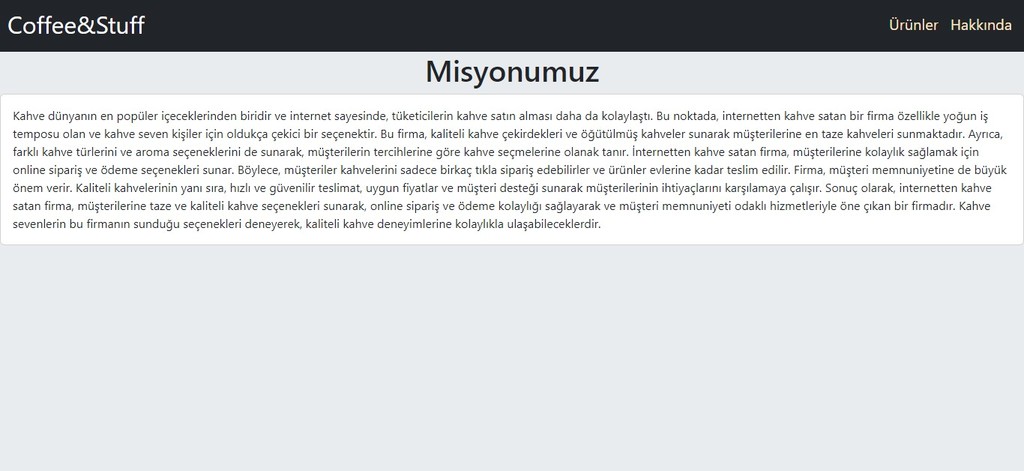 Coffee&Stuff
Ürünler Hakkında
Misyonumuz
Kahve dünyanın en popüler içeceklerinden biridir ve internet sayesinde, tüketicilerin kahve satın alması daha da kolaylaştı. Bu noktada, internetten kahve satan bir firma özellikle yoğun iş
temposu olan ve kahve seven kişiler için oldukça çekici bir seçenektir. Bu firma, kaliteli kahve çekirdekleri ve öğütülmüş kahveler sunarak müşterilerine en taze kahveleri sunmaktadır. Ayrıca,
farklı kahve türlerini ve aroma seçeneklerini de sunarak, müşterilerin tercihlerine göre kahve seçmelerine olanak tanır. İnternetten kahve satan firma, müşterilerine kolaylık sağlamak için
online sipariş ve ödeme seçenekleri sunar. Böylece, müşteriler kahvelerini sadece birkaç tıkla sipariş edebilirler ve ürünler evlerine kadar teslim edilir. Firma, müşteri memnuniyetine de büyük
önem verir. Kaliteli kahvelerinin yanı sıra, hızlı ve güvenilir teslimat, uygun fiyatlar ve müşteri desteği sunarak müşterilerinin ihtiyaçlarını karşılamaya çalışır. Sonuç olarak, internetten kahve
satan firma, müşterilerine taze ve kaliteli kahve seçenekleri sunarak, online sipariş ve ödeme kolaylığı sağlayarak ve müşteri memnuniyeti odaklı hizmetleriyle öne çıkan bir firmadır. Kahve
sevenlerin bu firmanın sunduğu seçenekleri deneyerek, kaliteli kahve deneyimlerine kolaylıkla ulaşabileceklerdir.